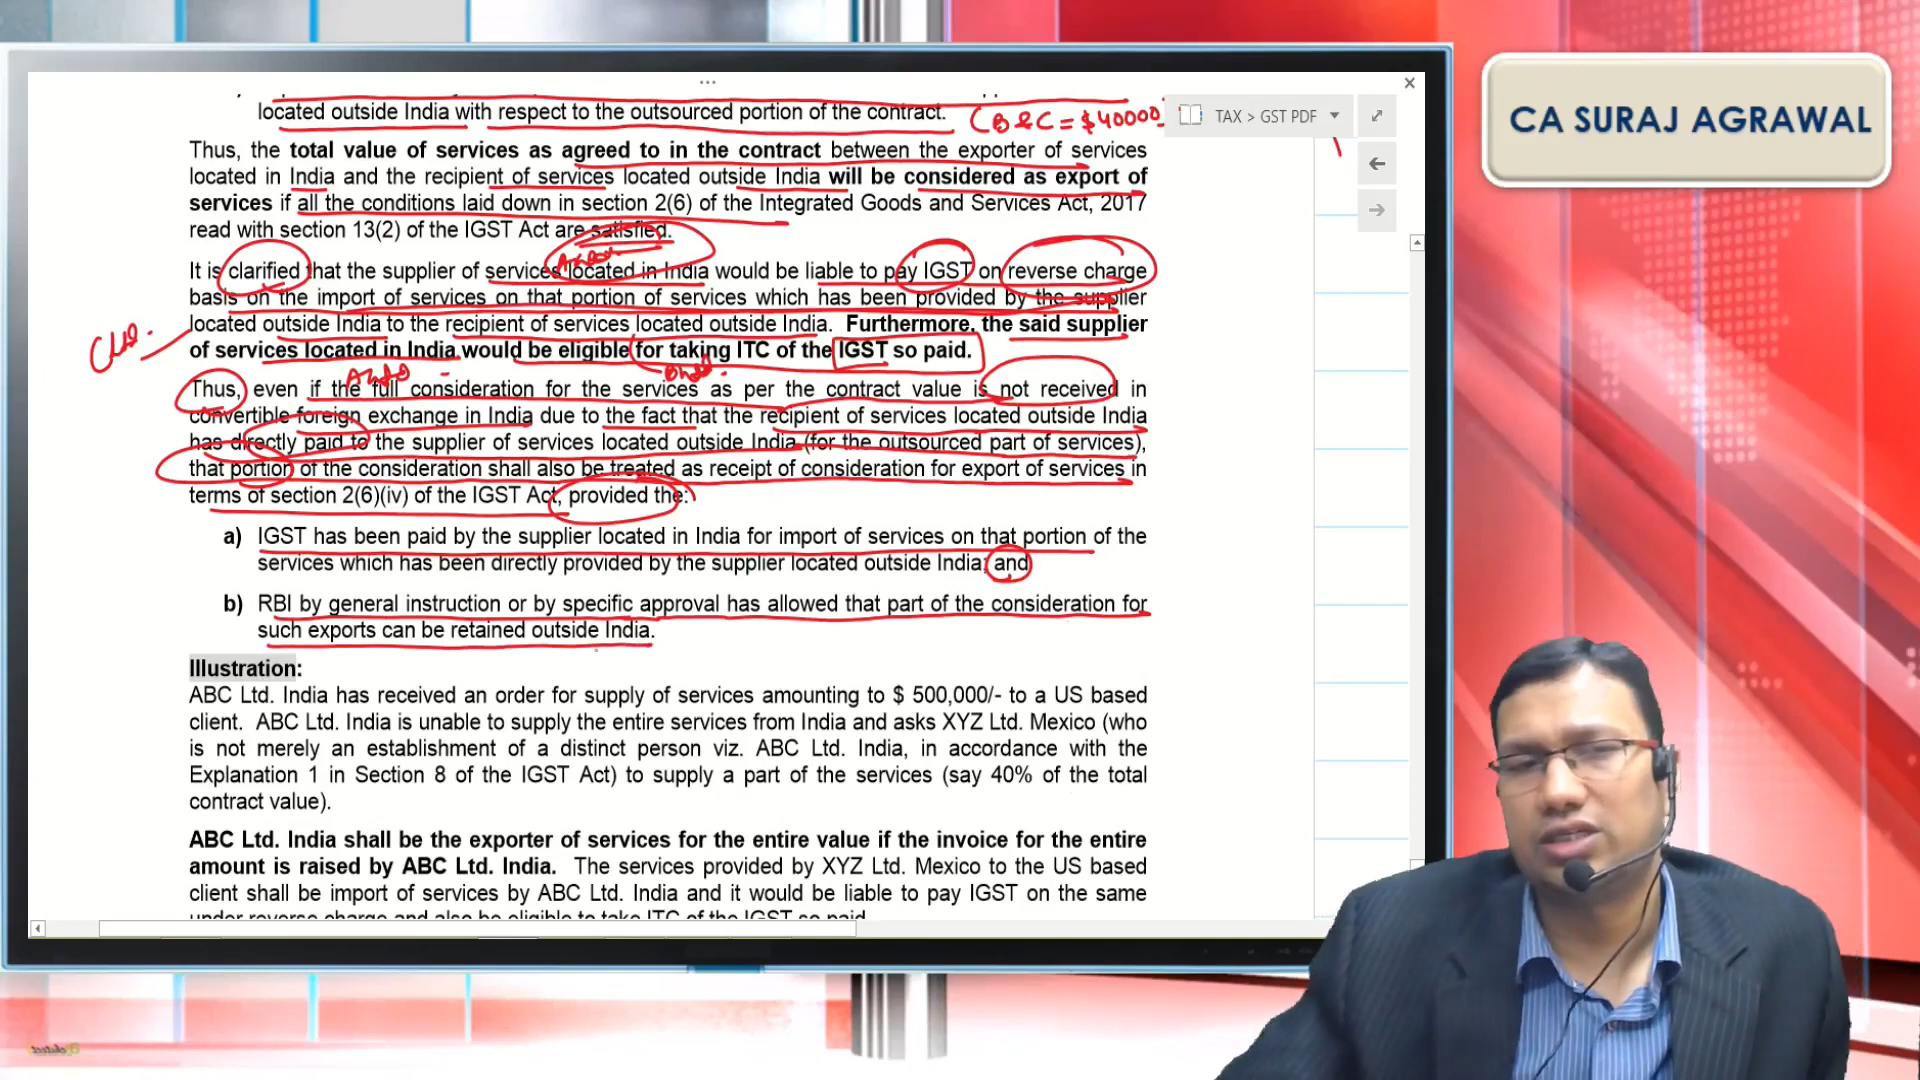 located outside India with respect to the outsourced portion of the contract. (B & C = $40000)
TAX > GST PDF
CA SURAJ AGRAWAL
Thus, the total value of services as agreed to in the contract between the exporter of services
located in India and the recipient of services located outside India will be considered as export of
services if all the conditions laid down in section 2(6) of the Integrated Goods and Services Act, 2017
read with section 13(2) of the IGST Act are satisfied.
It is clarified that the supplier of services located in India would be liable to pay IGST on reverse charge
basis on the import of services on that portion of services which has been provided by the supplier
located outside India to the recipient of services located outside India. Furthermore, the said supplier
of services located in India would be eligible for taking ITC of the IGST so paid.
Thus, even if the full consideration for the services as per the contract value is not received in
convertible foreign exchange in India due to the fact that the recipient of services located outside India
has directly paid to the supplier of services located outside India (for the outsourced part of services),
that portion of the consideration shall also be treated as receipt of consideration for export of services in
terms of section 2(6)(iv) of the IGST Act, provided the:
a) IGST has been paid by the supplier located in India for import of services on that portion of the
services which has been directly provided by the supplier located outside India; and
b) RBI by general instruction or by specific approval has allowed that part of the consideration for
such exports can be retained outside India.
Illustration:
ABC Ltd. India has received an order for supply of services amounting to $ 500,000/- to a US based
client. ABC Ltd. India is unable to supply the entire services from India and asks XYZ Ltd. Mexico (who
is not merely an establishment of a distinct person viz. ABC Ltd. India, in accordance with the
Explanation 1 in Section 8 of the IGST Act) to supply a part of the services (say 40% of the total
contract value).
ABC Ltd. India shall be the exporter of services for the entire value if the invoice for the entire
amount is raised by ABC Ltd. India. The services provided by XYZ Ltd. Mexico to the US based
client shall be import of services by ABC Ltd. India and it would be liable to pay IGST on the same
under reverse charge and also be eligible to take ITC of the IGST so paid.